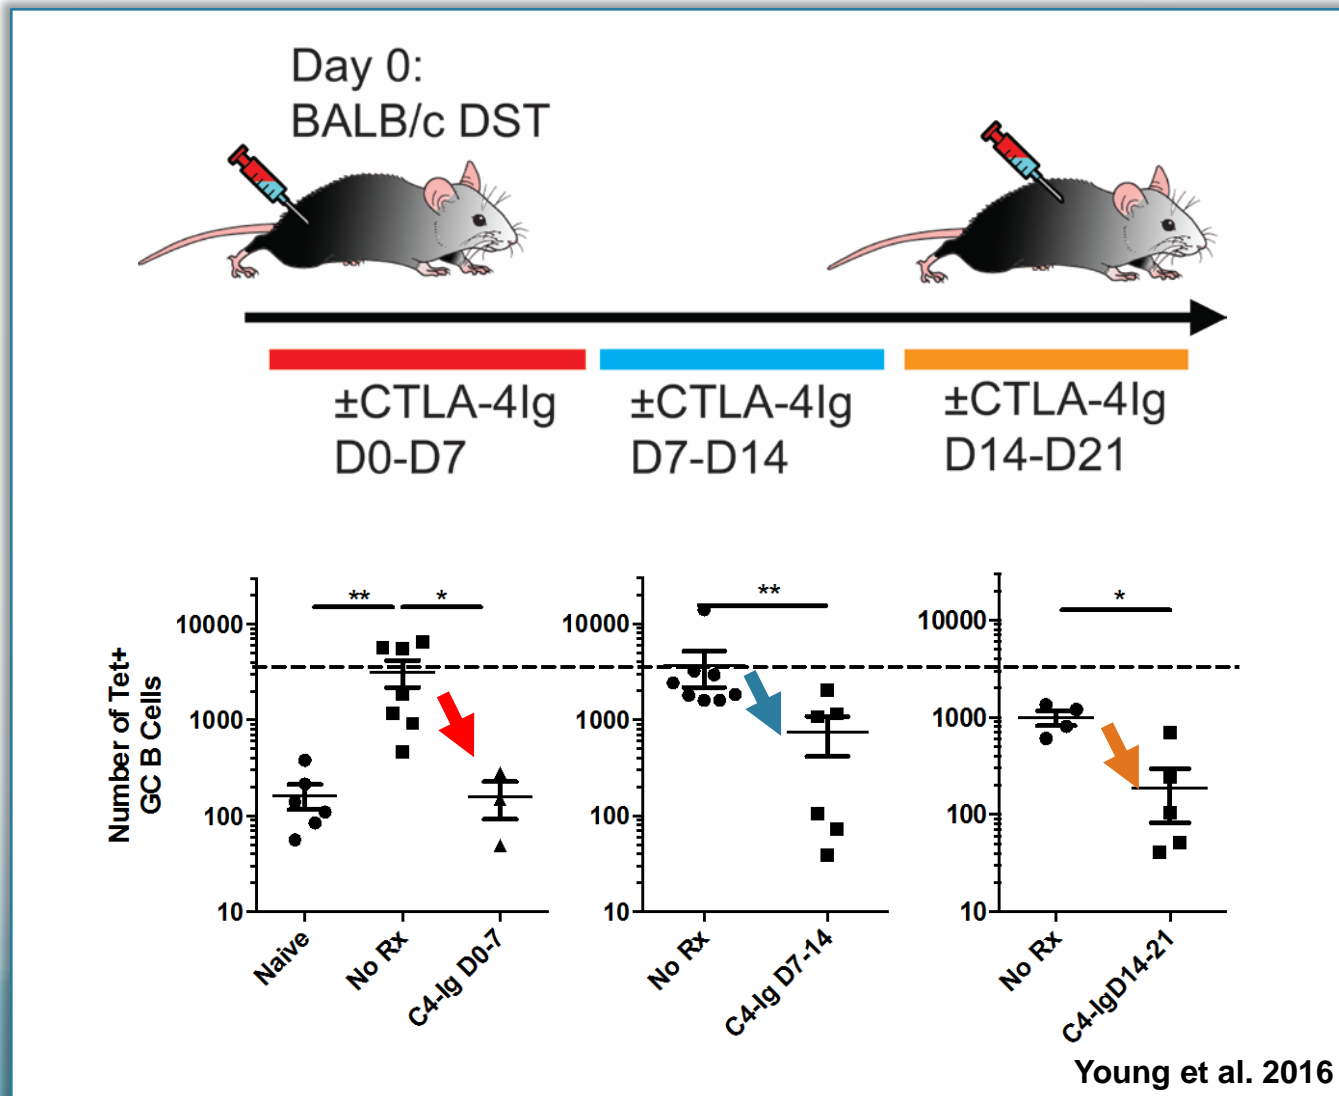 Day 0:
BALB/c DST
±CTLA-4Ig
D0-D7
±CTLA-4Ig
D7-D14
±CTLA-4Ig
D14-D21
Number of Tet+
GC B Cells
10000
1000
100
10
** *
Naive
No Rx
C4-Ig D0-7
10000
1000
100
10
**
No Rx
C4-Ig D7-14
10000
1000
100
10
*
No Rx
C4-IgD14-21
Young et al. 2016